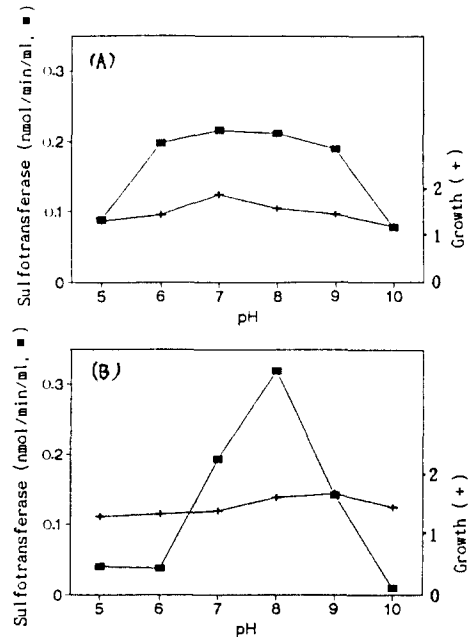 (A)
Sulfotransferase (nmol/min/ml, ■)
0.3
0.2
0.1
0
2
1
0
Growth (+)
5 6 7 8 9 10
pH
(B)
Sulfotransferase (nmol/min/ml, ■)
0.3
0.2
0.1
0
2
1
0
Growth (+)
5 6 7 8 9 10
pH